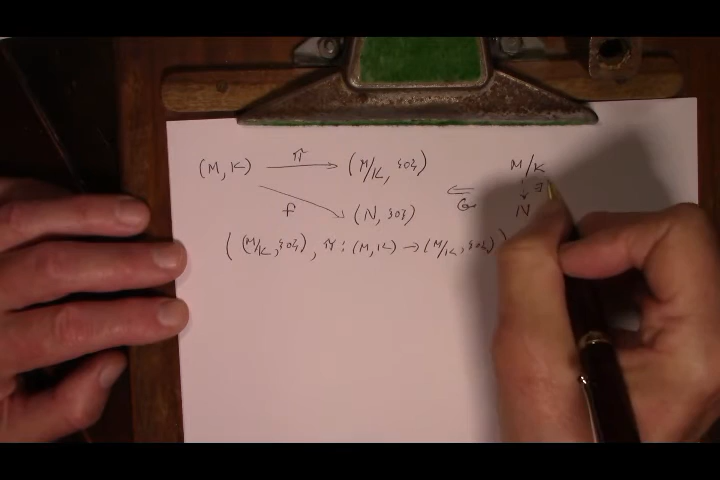 (M, K) π→ (M/K, {0}) M/K
f (N, {0}) ⇐ G ∃ N
((M/K, {0}), π : (M, K) → (M/K, {0}))